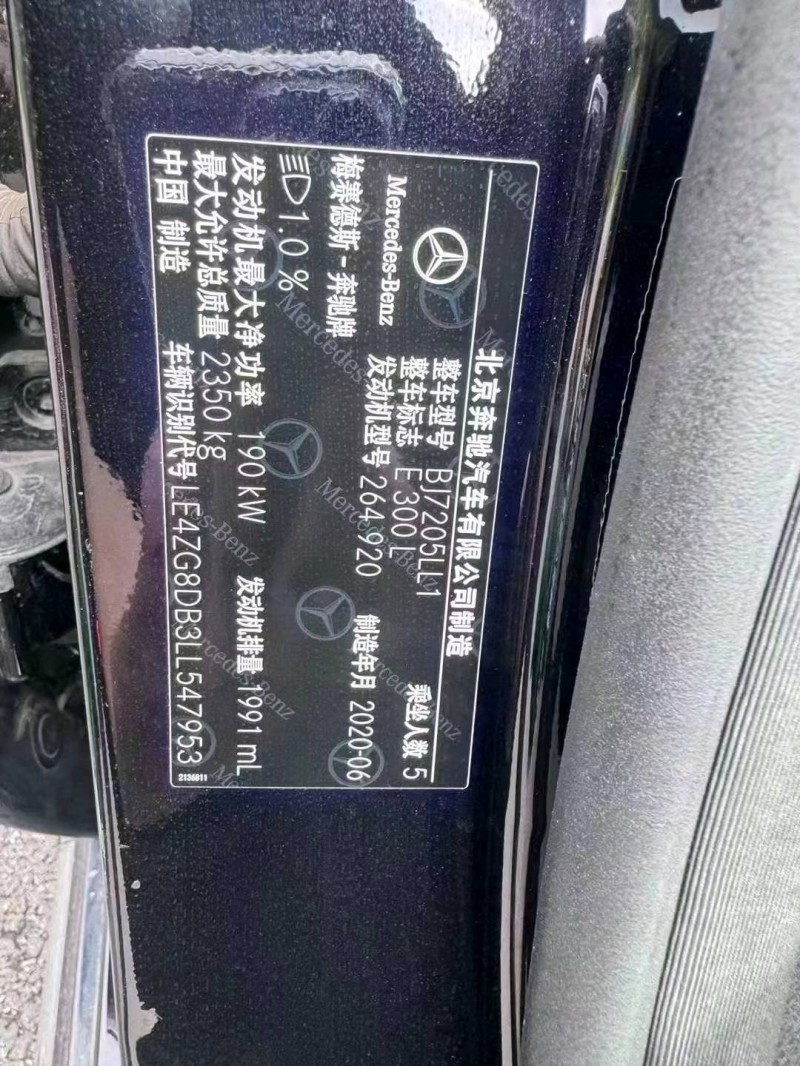 北京奔驰汽车有限公司制造
Mercedes-Benz
梅赛德斯-奔驰牌
整车型号 BJ7205LL1
乘坐人数 5
整车标志 E 300 L
发动机型号 264 920
制造年月 2020-06
1.0 %
发动机最大净功率 190 kW
发动机排量 1991 mL
最大允许总质量 2350 kg
中国 制造
车辆识别代号 LE4ZG8DB3LL547953
2136811